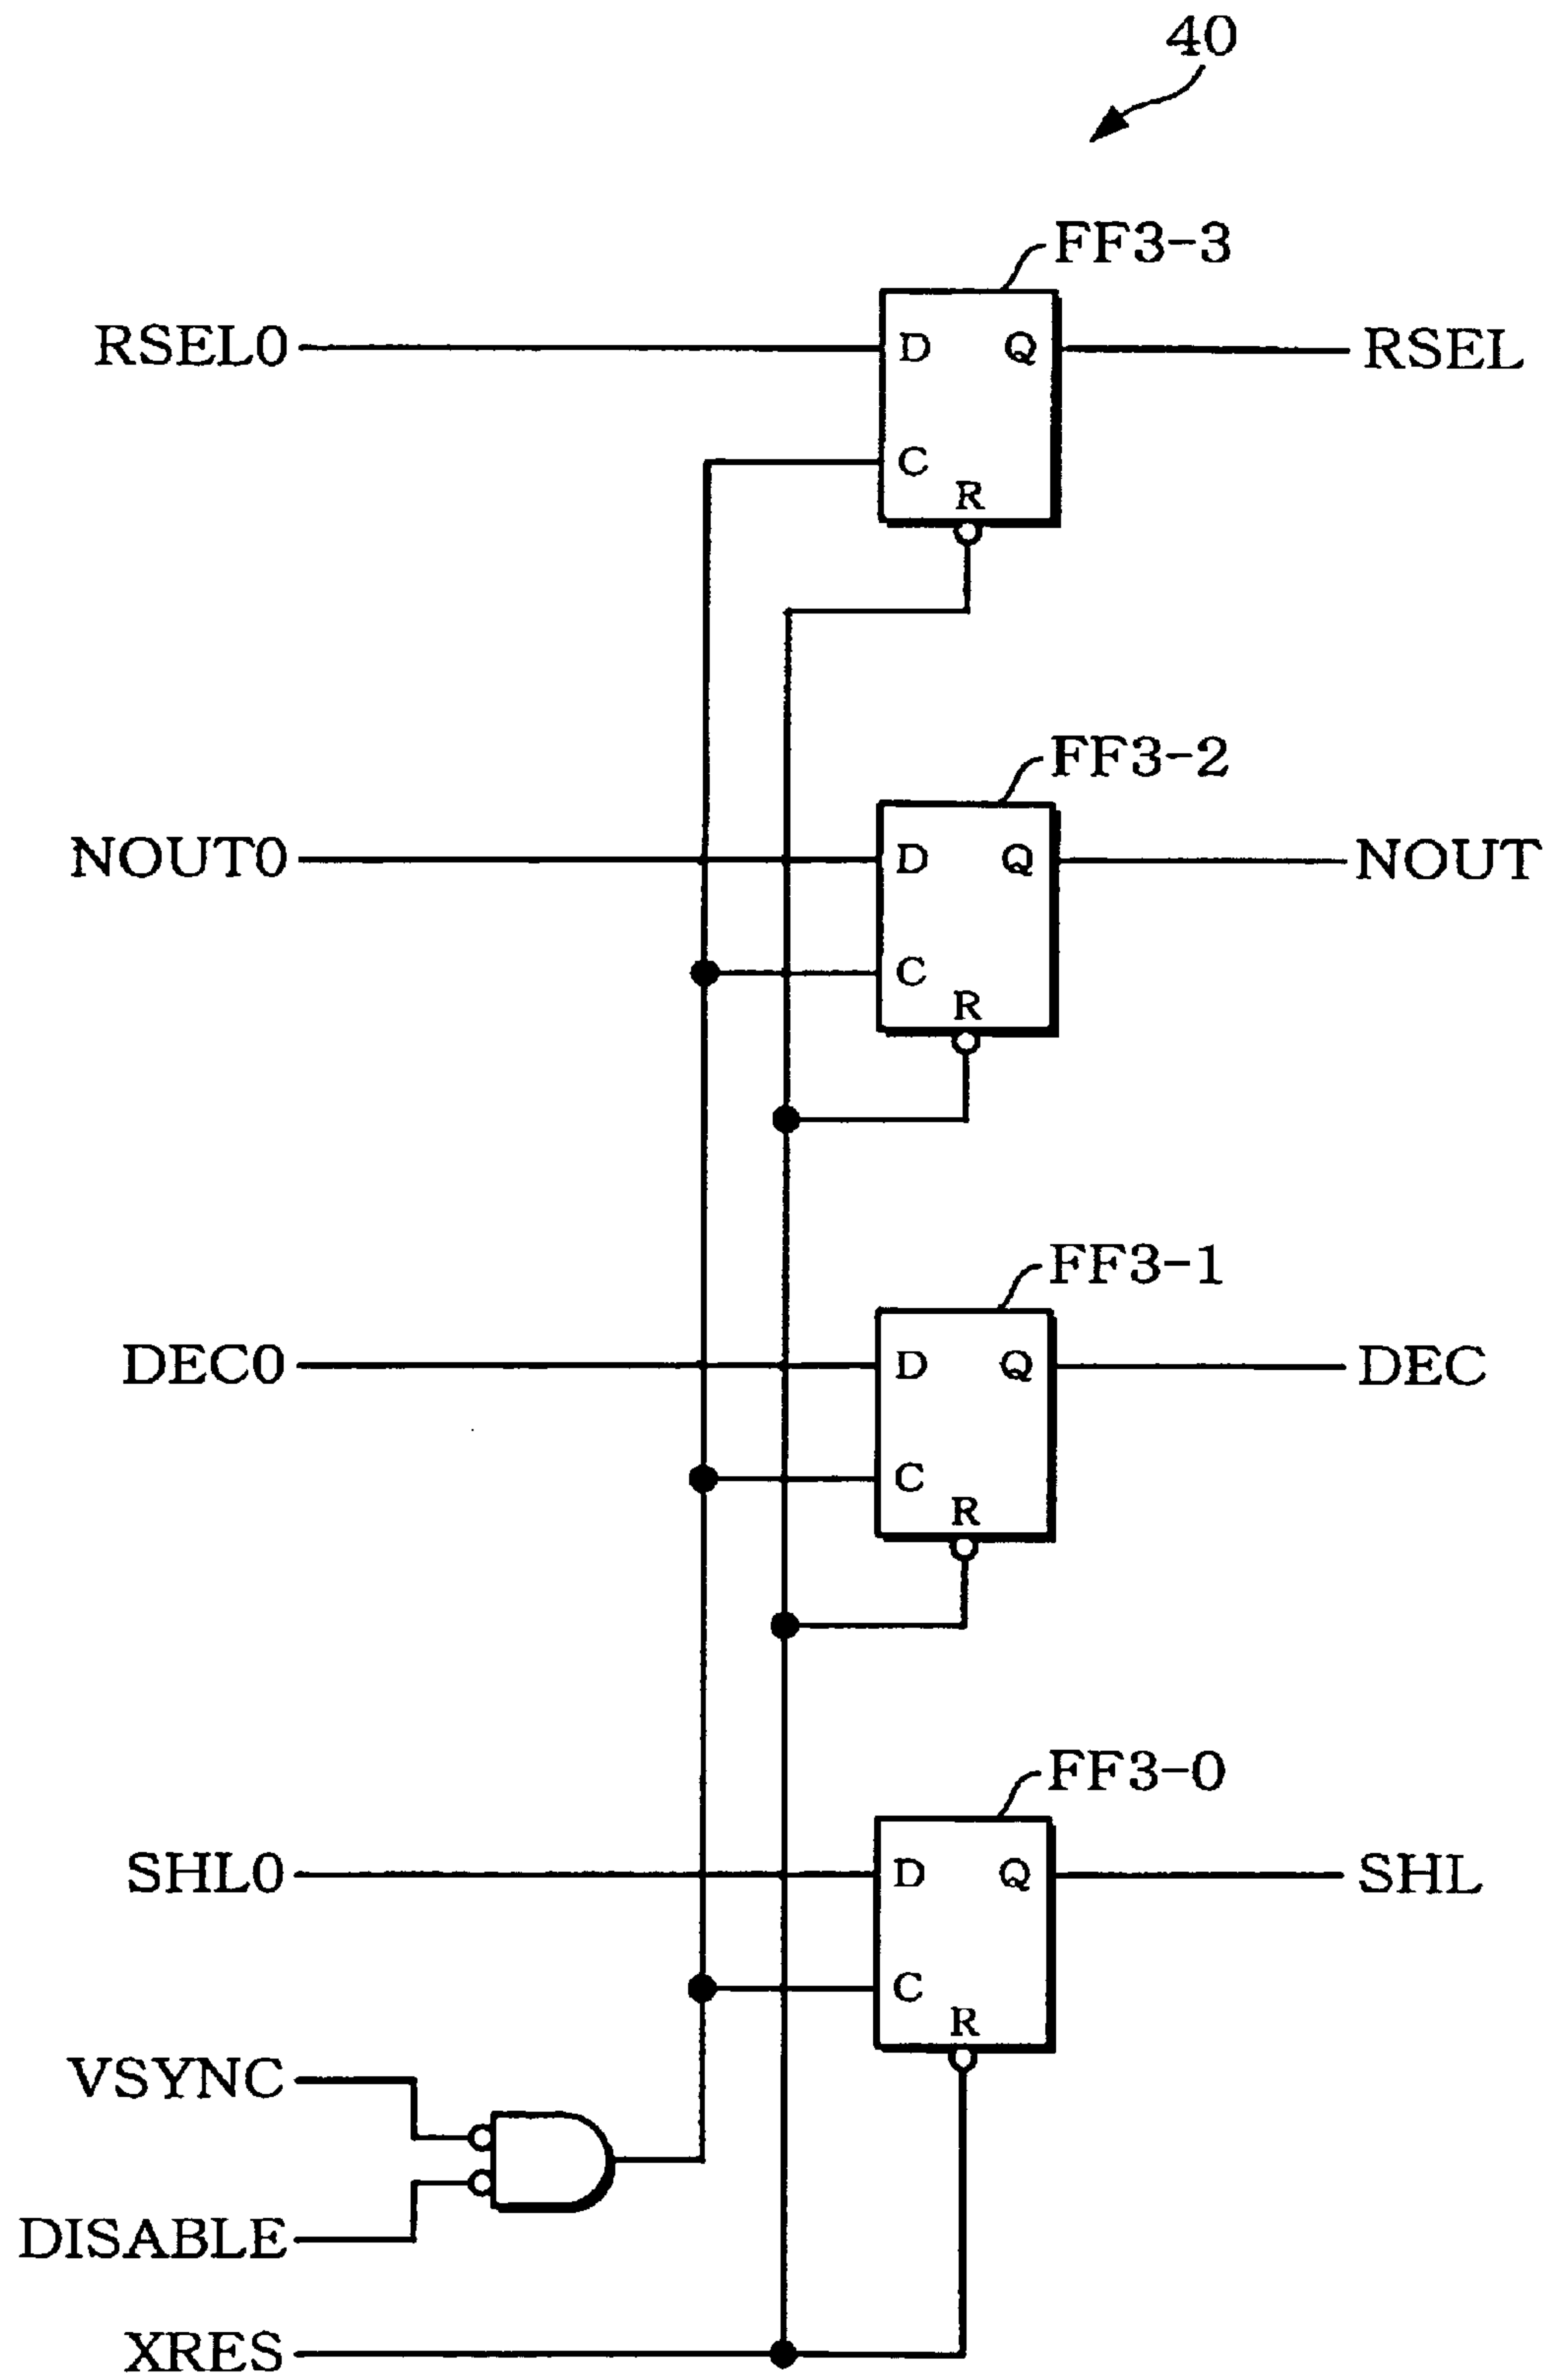 40
FF3-3
RSEL0 D Q RSEL
C
R
FF3-2
NOUT0 D Q NOUT
C
R
FF3-1
DEC0 D Q DEC
C
R
FF3-0
SHL0 D Q SHL
C
R
VSYNC
DISABLE
XRES